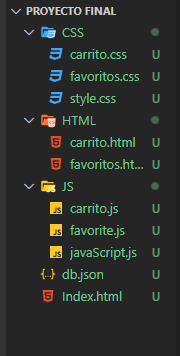 PROYECTO FINAL
CSS
carrito.css U
favoritos.css U
style.css U
HTML
carrito.html U
favoritos.ht... U
JS
carrito.js U
favorite.js U
javaScript.js U
db.json U
Index.html U